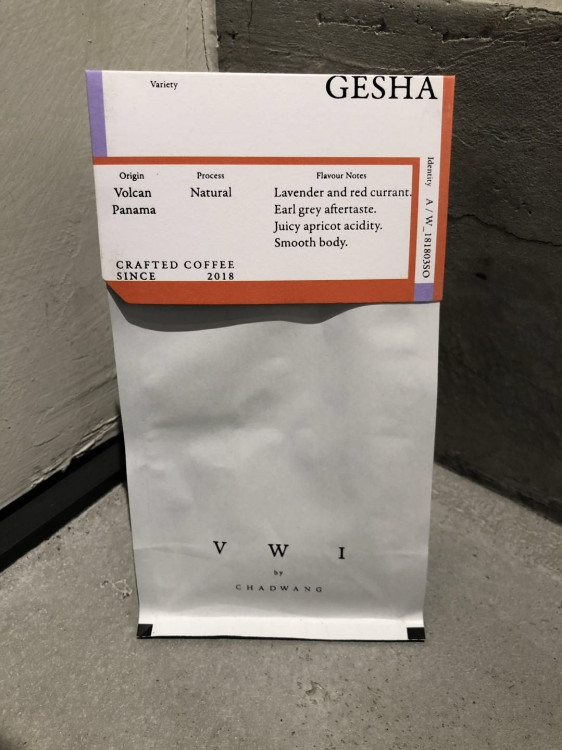 Variety
GESHA
Origin
Volcan
Panama
Process
Natural
Flavour Notes
Lavender and red currant.
Earl grey aftertaste.
Juicy apricot acidity.
Smooth body.
CRAFTED COFFEE
SINCE 2018
Identity A / W_181803SO
V W I
by
CHADWANG